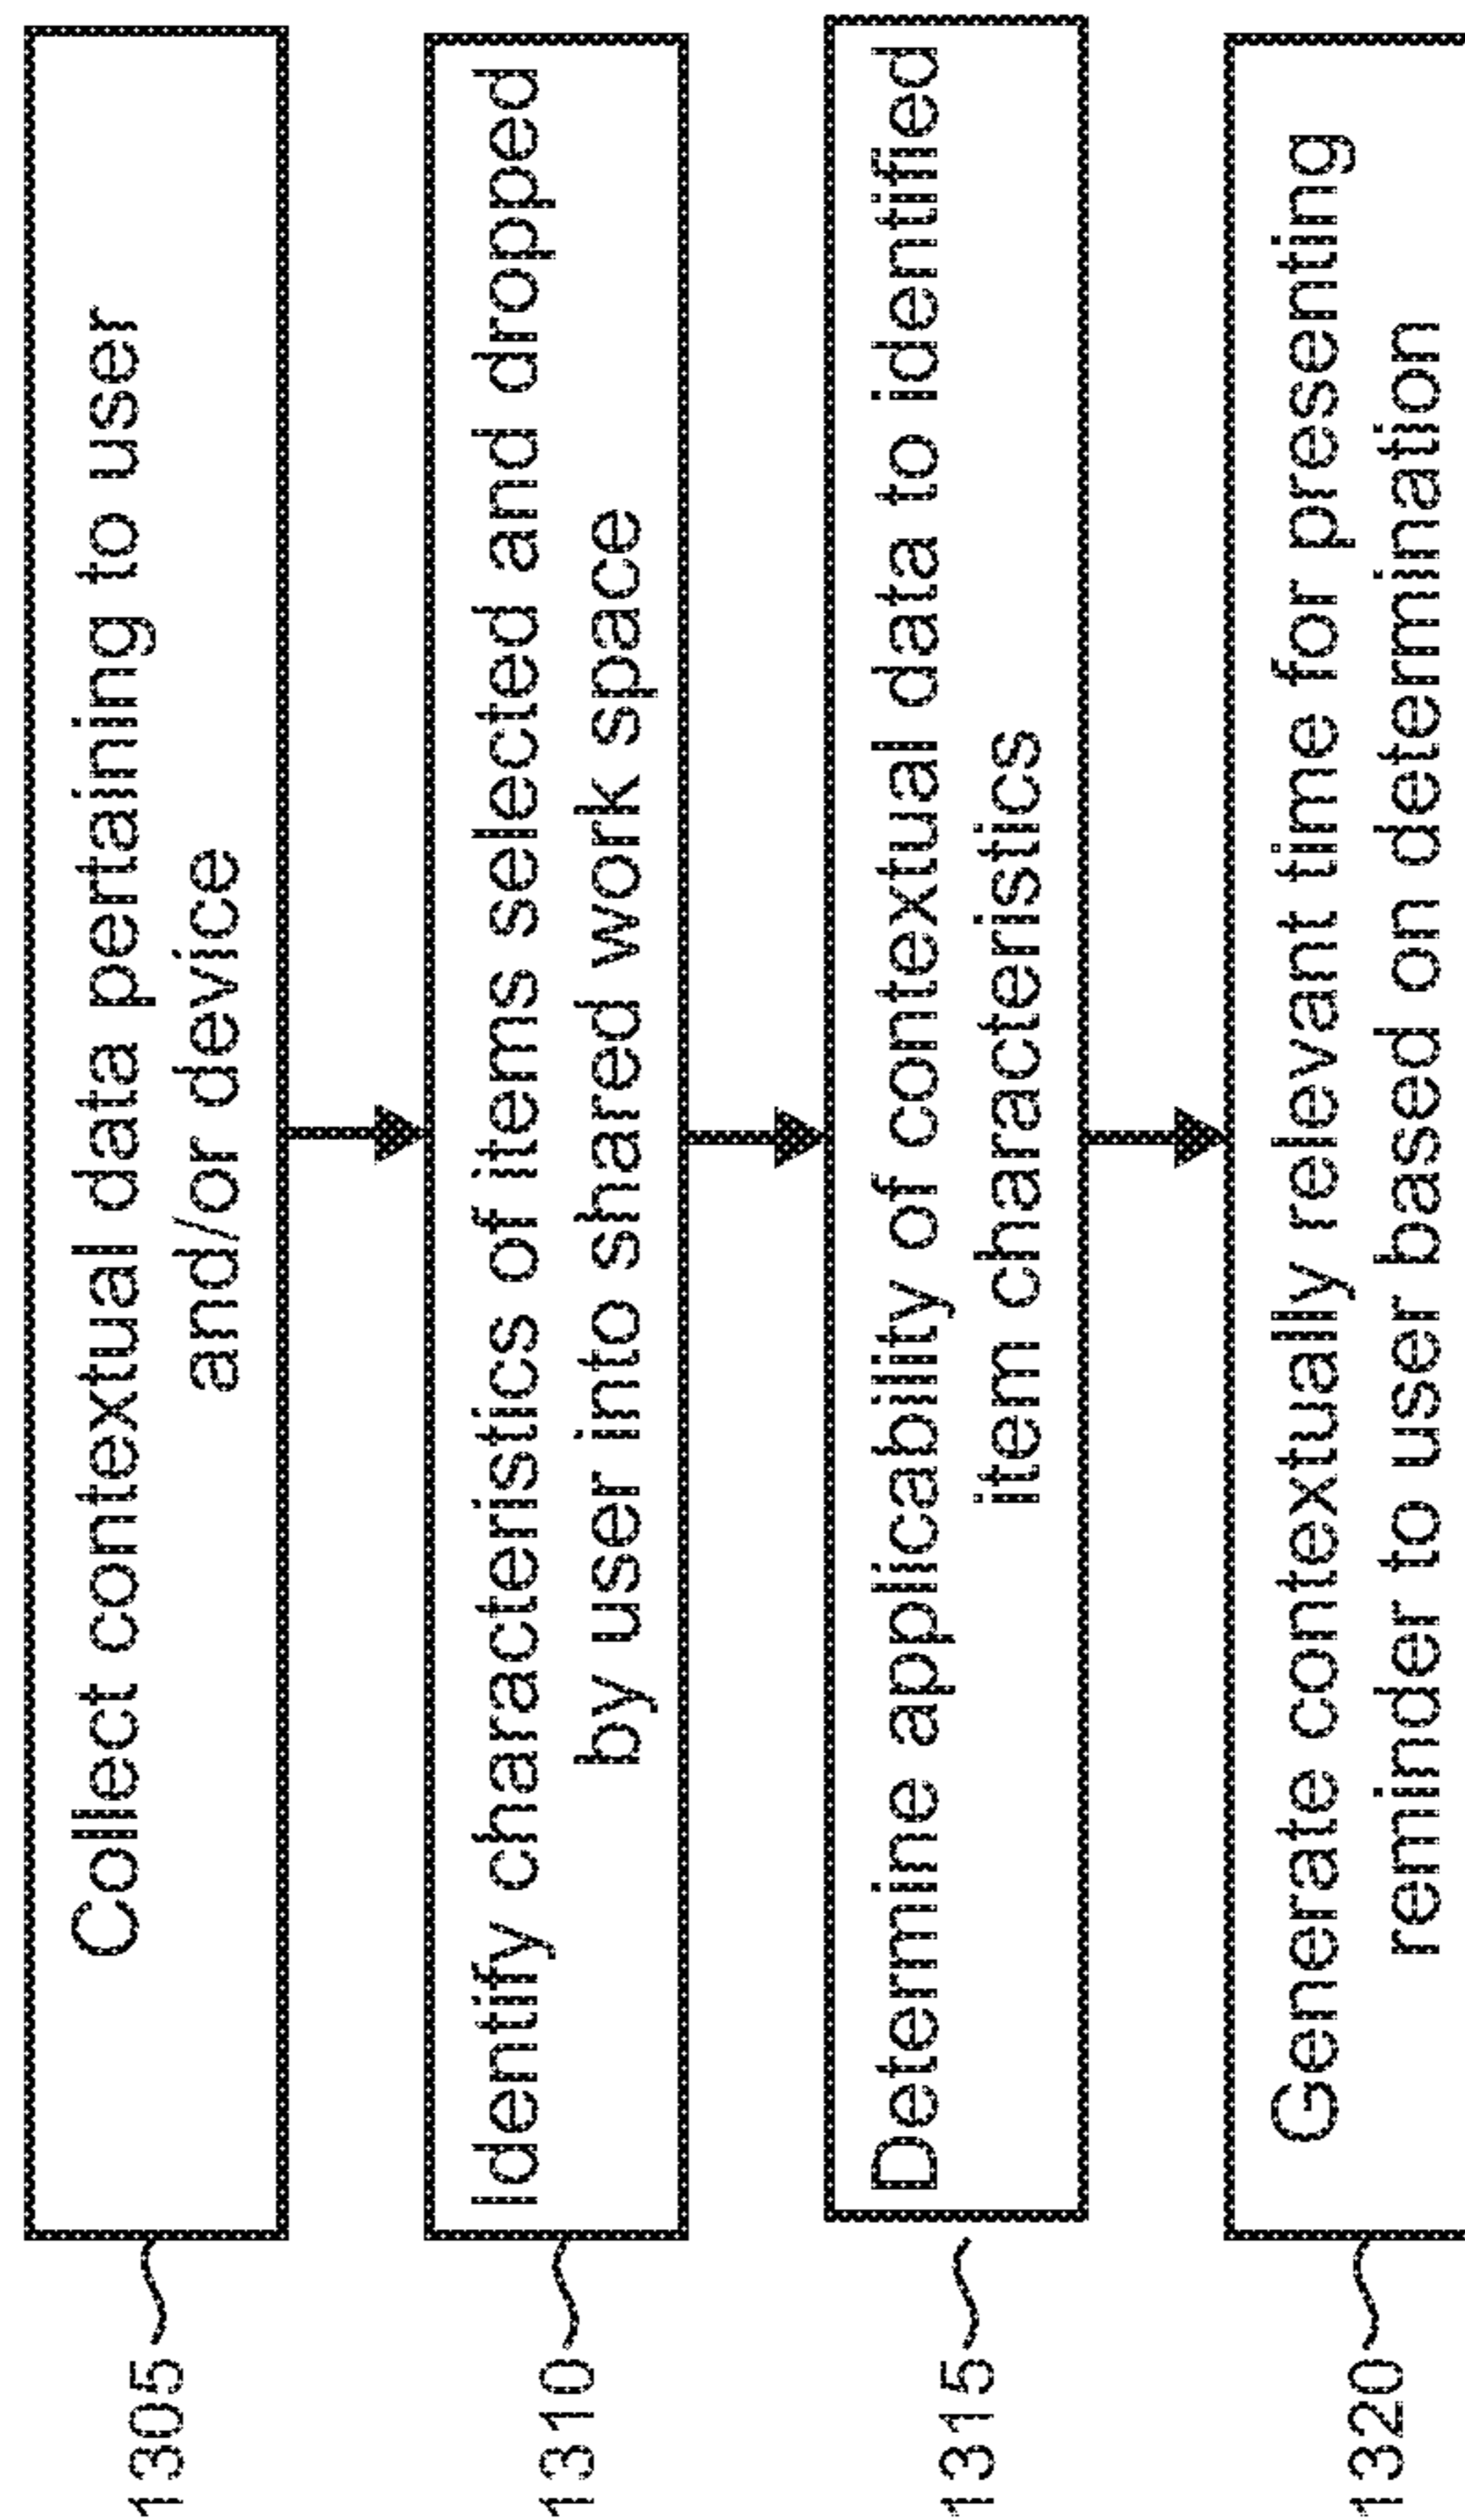 1305
Collect contextual data pertaining to user
and/or device
1310
Identify characteristics of items selected and dropped
by user into shared work space
1315
Determine applicability of contextual data to identified
item characteristics
1320
Generate contextually relevant time for presenting
reminder to user based on determination